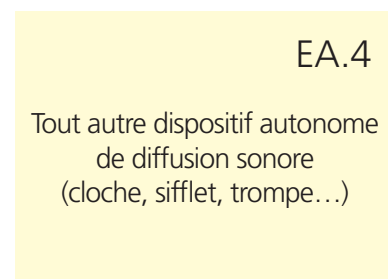 EA.4
Tout autre dispositif autonome
de diffusion sonore
(cloche, sifflet, trompe…)